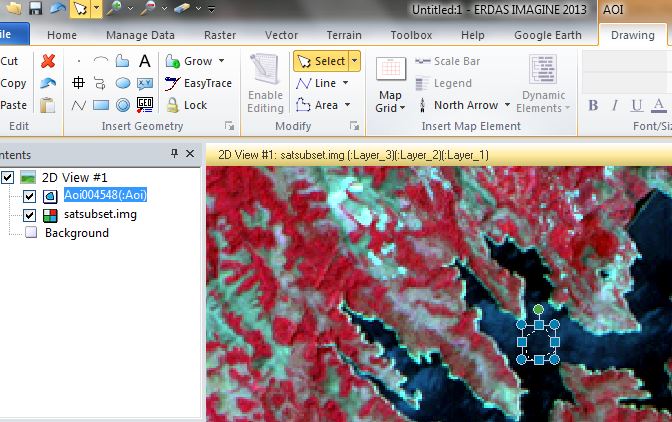 Untitled:1 - ERDAS IMAGINE 2013 AOI
Home Manage Data Raster Vector Terrain Toolbox Help Google Earth Drawing
Cut
Copy
Paste
Grow
EasyTrace
Lock
GEO
Insert Geometry
Enable
Editing
Select
Line
Area
Modify
Map
Grid
Scale Bar
Legend
North Arrow
Dynamic
Elements
Insert Map Element
B I U A
Font/Siz
2D View #1: satsubset.img (:Layer_3)(:Layer_2)(:Layer_1)
2D View #1
Aoi004548(:Aoi)
satsubset.img
Background